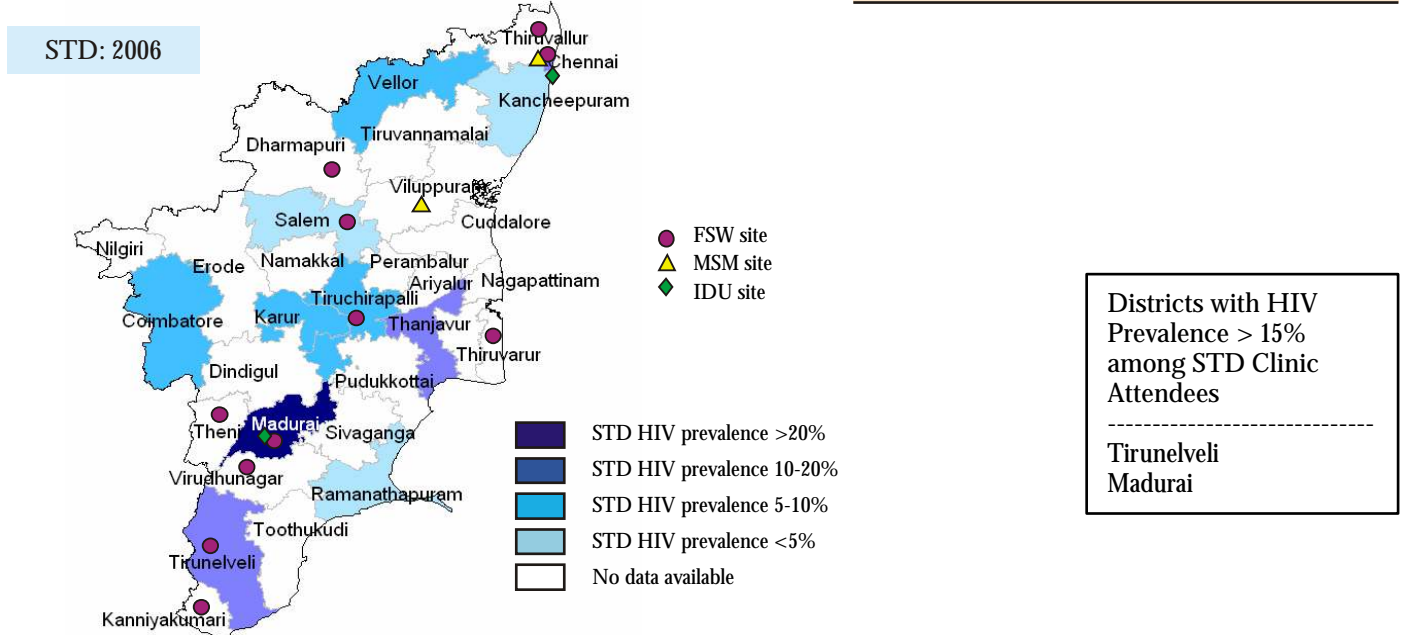 STD: 2006
Thiruvallur
Chennai
Vellor
Kancheepuram
Tiruvannamalai
Dharmapuri
Viluppuram
Salem
Cuddalore
Nilgiri
Erode
Namakkal
Perambalur
Ariyalur
Nagapattinam
Tiruchirapalli
Coimbatore
Karur
Thanjavur
Thiruvarur
Dindigul
Pudukkottai
Madurai
Theni
Sivaganga
Virudhunagar
Ramanathapuram
Toothukudi
Tirunelveli
Kanniyakumari
FSW site
MSM site
IDU site
STD HIV prevalence >20%
STD HIV prevalence 10-20%
STD HIV prevalence 5-10%
STD HIV prevalence <5%
No data available
Districts with HIV
Prevalence > 15%
among STD Clinic
Attendees
------------------------------
Tirunelveli
Madurai